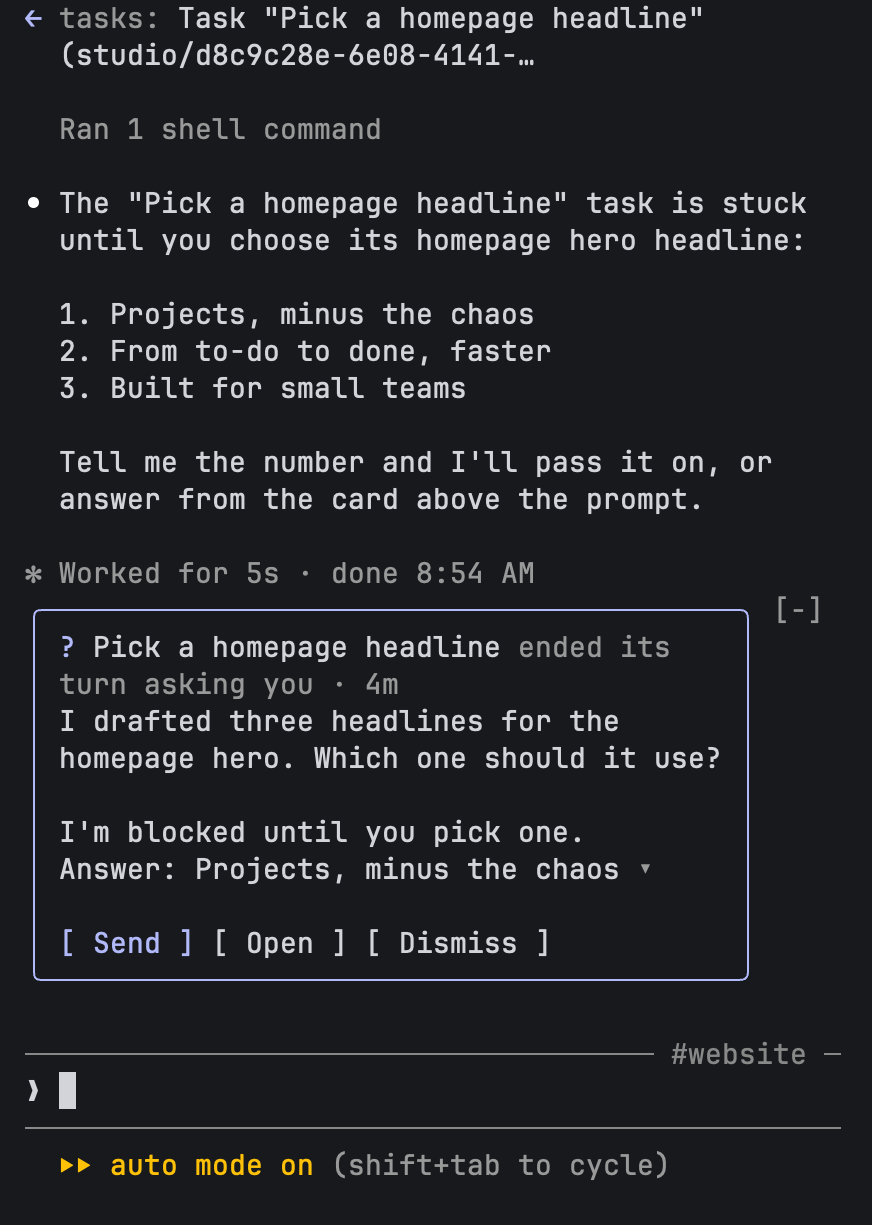 ← tasks: Task "Pick a homepage headline"
(studio/d8c9c28e-6e08-4141-…
Ran 1 shell command
● The "Pick a homepage headline" task is stuck
until you choose its homepage hero headline:
1. Projects, minus the chaos
2. From to-do to done, faster
3. Built for small teams
Tell me the number and I'll pass it on, or
answer from the card above the prompt.
✻ Worked for 5s · done 8:54 AM
[-]
? Pick a homepage headline ended its
turn asking you · 4m
I drafted three headlines for the
homepage hero. Which one should it use?
I'm blocked until you pick one.
Answer: Projects, minus the chaos ▾
[ Send ] [ Open ] [ Dismiss ]
#website
❯
▶▶ auto mode on (shift+tab to cycle)